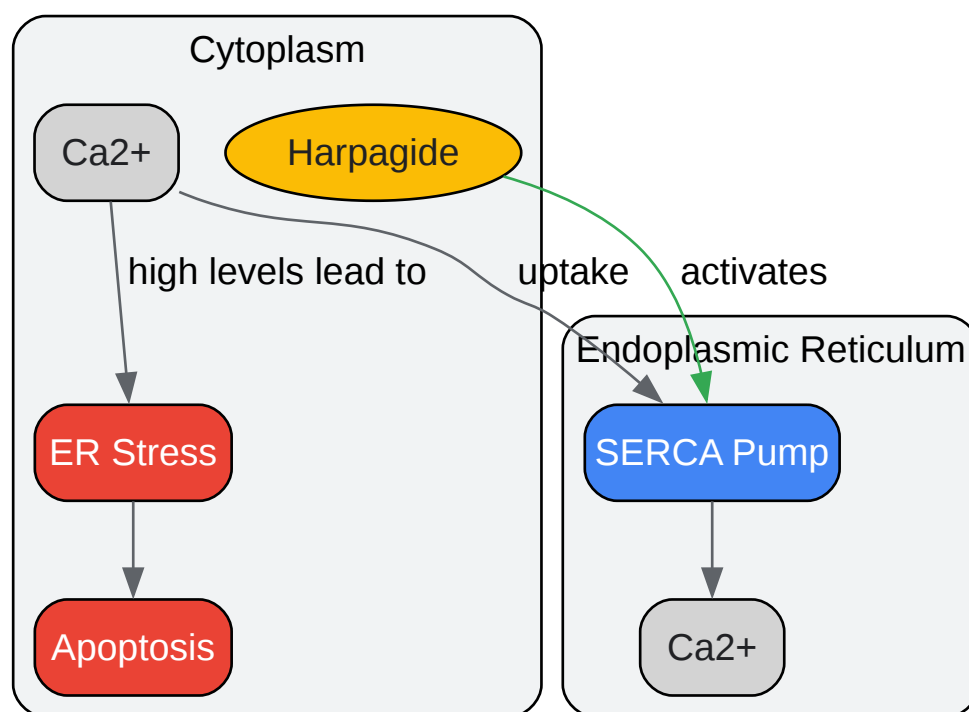 Cytoplasm
Ca2+
Harpagide
high levels lead to
uptake
activates
Endoplasmic Reticulum
ER Stress
SERCA Pump
Apoptosis
Ca2+